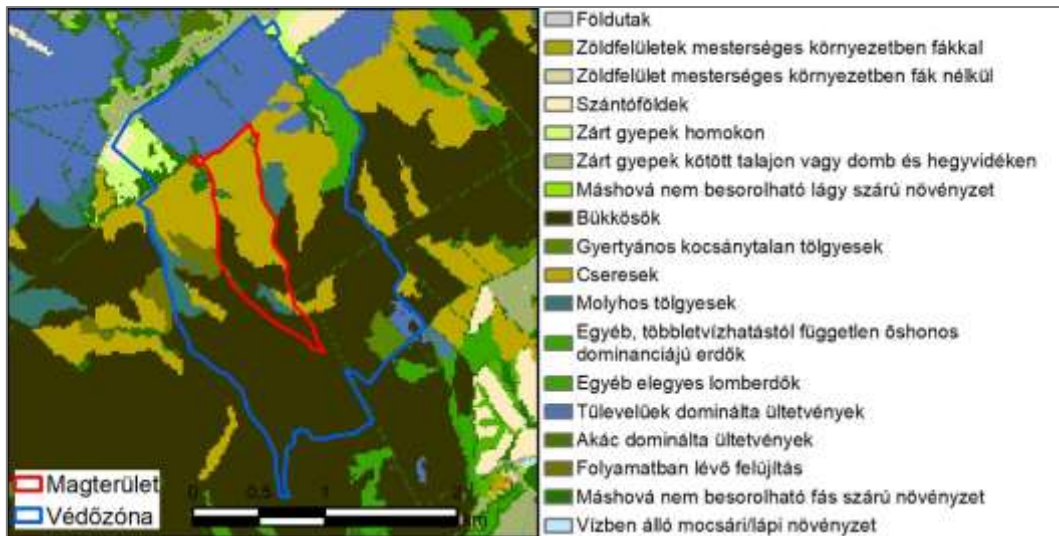 Magterület
Védőzóna
0 0.5 1 2
km
Földutak
Zöldfelületek mesterséges környezetben fákkal
Zöldfelület mesterséges környezetben fák nélkül
Szántóföldek
Zárt gyepek homokon
Zárt gyepek kötött talajon vagy domb és hegyvidéken
Máshová nem besorolható lágy szárú növényzet
Bükkösök
Gyertyános kocsánytalan tölgyesek
Cseresek
Molyhos tölgyesek
Egyéb, többletvízhatástól független őshonos
dominanciájú erdők
Egyéb elegyes lomberdők
Tűlevelűek dominálta ültetvények
Akác dominálta ültetvények
Folyamatban lévő felújítás
Máshová nem besorolható fás szárú növényzet
Vízben álló mocsári/lápi növényzet